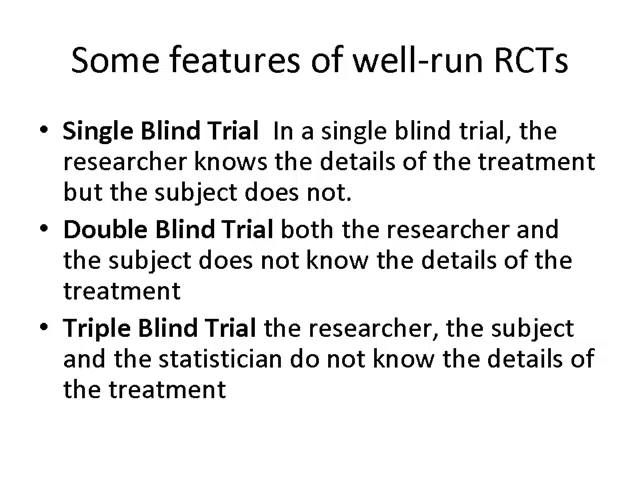 Some features of well-run RCTs
• Single Blind Trial In a single blind trial, the
researcher knows the details of the treatment
but the subject does not.
• Double Blind Trial both the researcher and
the subject does not know the details of the
treatment
• Triple Blind Trial the researcher, the subject
and the statistician do not know the details of
the treatment